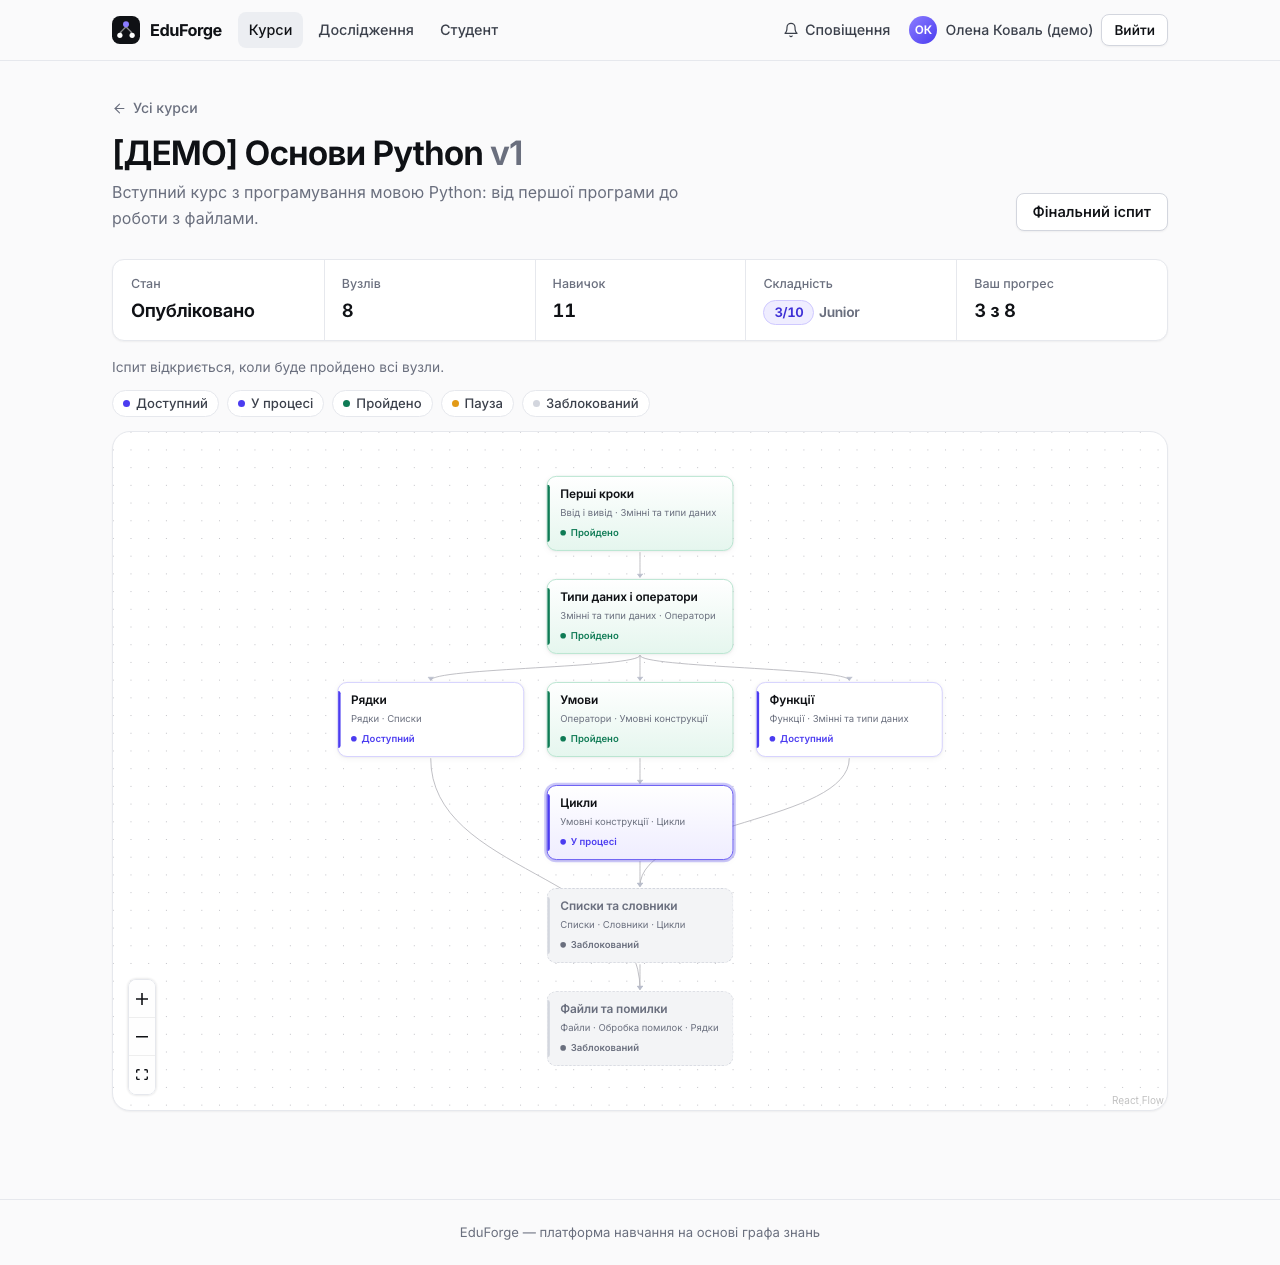 EduForge
Курси
Дослідження
Студент
Сповіщення
ОК
Олена Коваль (демо)
Вийти
← Усі курси
[ДЕМО] Основи Python v1
Вступний курс з програмування мовою Python: від першої програми до
роботи з файлами.
Фінальний іспит
Стан
Опубліковано
Вузлів
8
Навичок
11
Складність
3/10 Junior
Ваш прогрес
3 з 8
Іспит відкриється, коли буде пройдено всі вузли.
Доступний
У процесі
Пройдено
Пауза
Заблокований
Перші кроки
Ввід і вивід · Змінні та типи даних
Пройдено
Типи даних і оператори
Змінні та типи даних · Оператори
Пройдено
Рядки
Рядки · Списки
Доступний
Умови
Оператори · Умовні конструкції
Пройдено
Функції
Функції · Змінні та типи даних
Доступний
Цикли
Умовні конструкції · Цикли
У процесі
Списки та словники
Списки · Словники · Цикли
Заблокований
Файли та помилки
Файли · Обробка помилок · Рядки
Заблокований
React Flow
EduForge — платформа навчання на основі графа знань